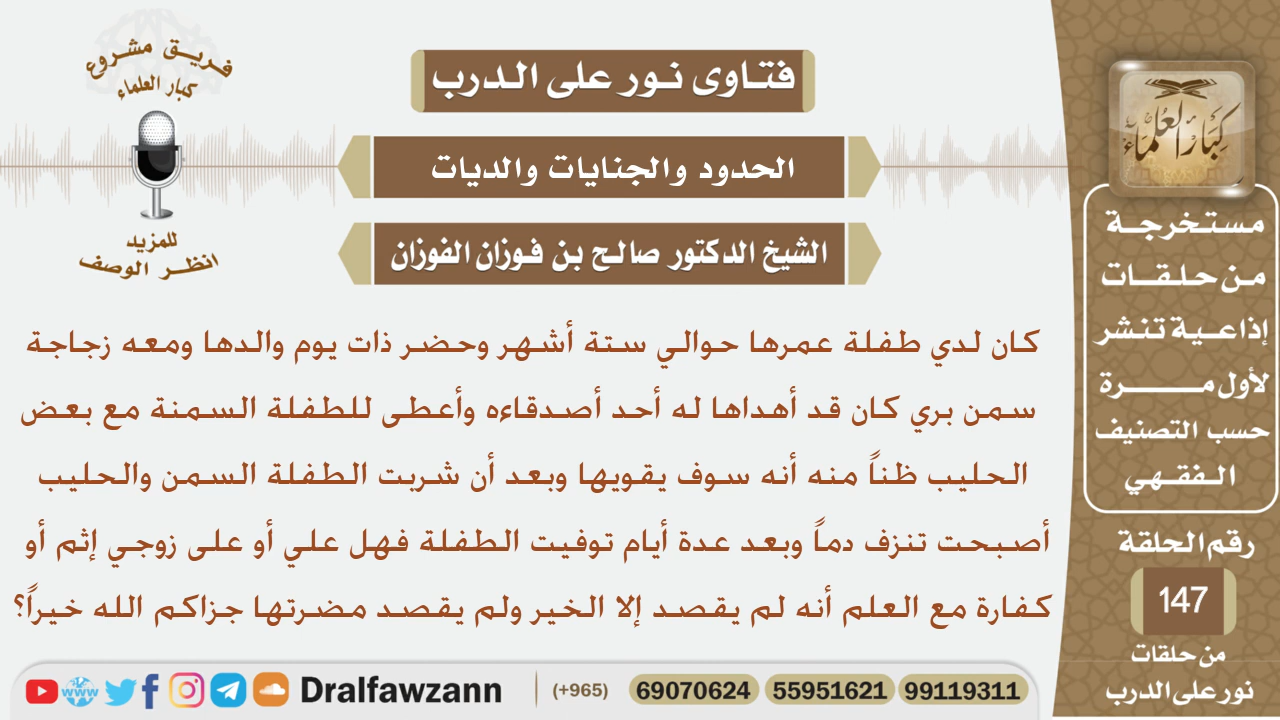 فريق مشروع
كبار العلماء
للمزيد
انظر الوصف
فتاوى نور على الدرب
الحدود والجنايات والديات
الشيخ الدكتور صالح بن فوزان الفوزان
كبار العلماء
مستخرجة
من حلقات
إذاعية تنشر
لأول مرة
حسب التصنيف
الفقهي
رقم الحلقة
147
من حلقات
نور على الدرب
كان لدي طفلة عمرها حوالي ستة أشهر وحضر ذات يوم والدها ومعه زجاجة
سمن بري كان قد أهداها له أحد أصدقاءه وأعطى للطفلة السمنة مع بعض
الحليب ظناً منه أنه سوف يقويها وبعد أن شربت الطفلة السمن والحليب
أصبحت تنزف دماً وبعد عدة أيام توفيت الطفلة فهل علي أو على زوجي إثم أو
كفارة مع العلم أنه لم يقصد إلا الخير ولم يقصد مضرتها جزاكم الله خيراً؟
www
Dralfawzann
(+965)
69070624
55951621
99119311